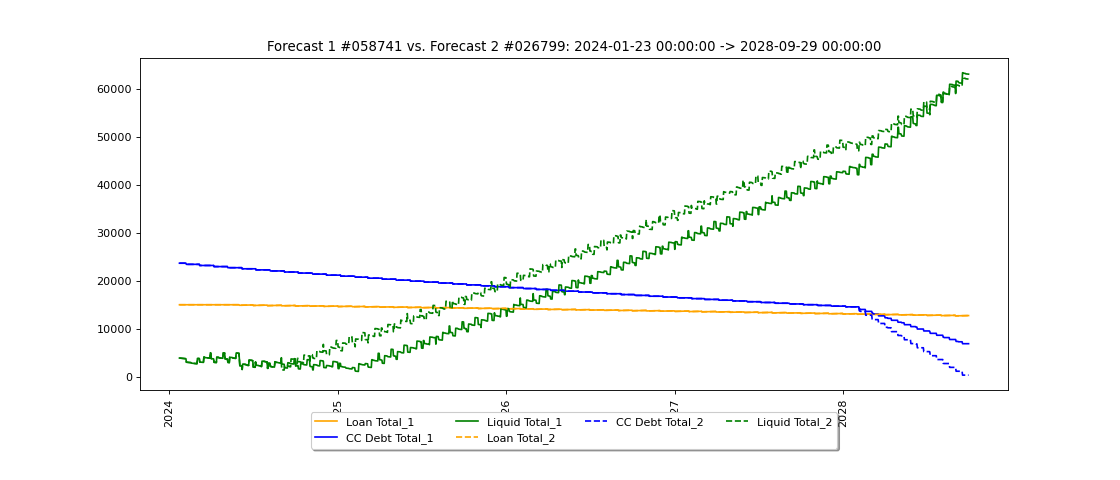 Forecast 1 #058741 vs. Forecast 2 #026799: 2024-01-23 00:00:00 -> 2028-09-29 00:00:00
60000
50000
40000
30000
20000
10000
0
2024
25
26
27
2028
Loan Total_1
CC Debt Total_1
Liquid Total_1
Loan Total_2
CC Debt Total_2
Liquid Total_2